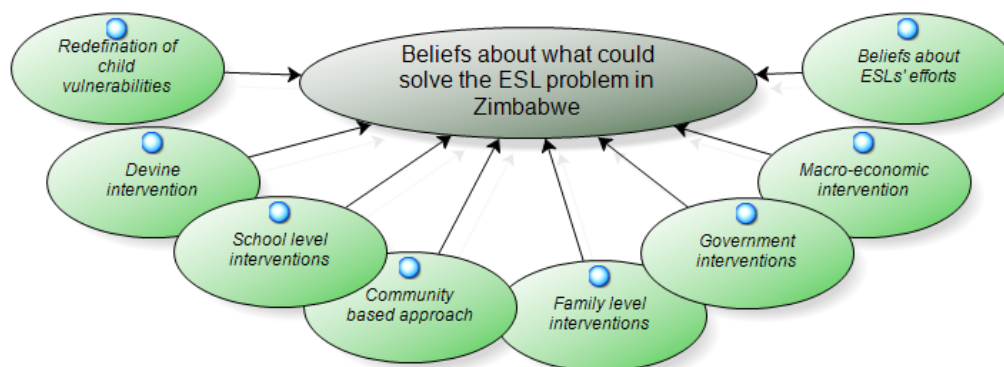 Beliefs about what could
solve the ESL problem in
Zimbabwe
Redefination of
child
vulnerabilities
Devine
intervention
School level
interventions
Community
based approach
Family level
interventions
Government
interventions
Macro-economic
intervention
Beliefs about
ESLs' efforts